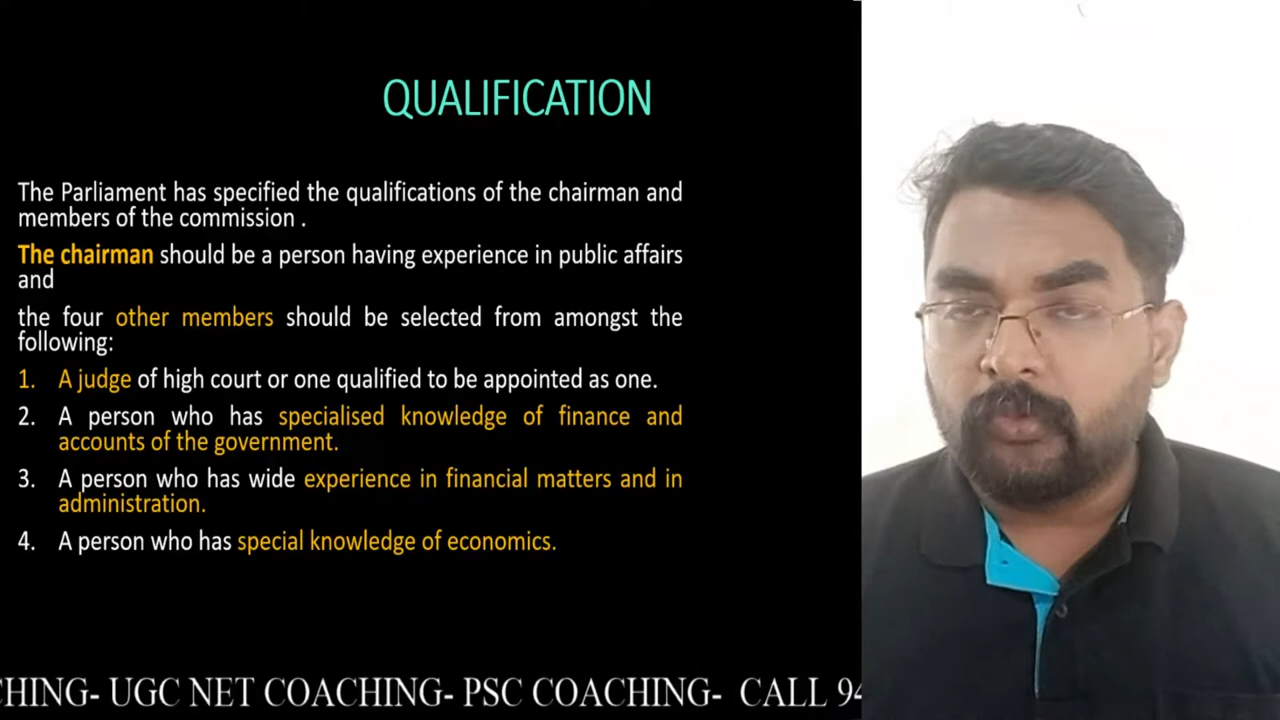 QUALIFICATION
The Parliament has specified the qualifications of the chairman and
members of the commission .
The chairman should be a person having experience in public affairs
and
the four other members should be selected from amongst the
following:
1. A judge of high court or one qualified to be appointed as one.
2. A person who has specialised knowledge of finance and
accounts of the government.
3. A person who has wide experience in financial matters and in
administration.
4. A person who has special knowledge of economics.
CHING- UGC NET COACHING- PSC COACHING- CALL 94